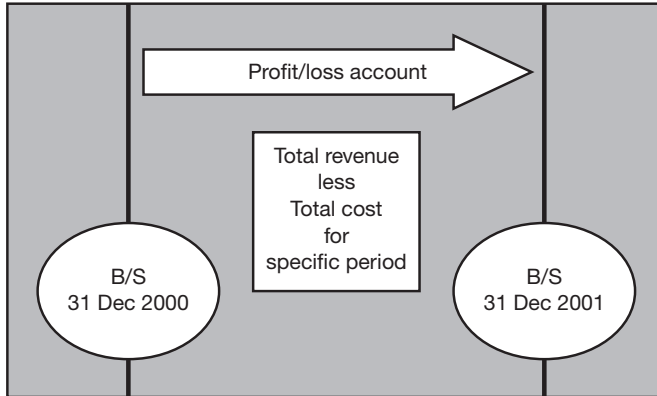 Profit/loss account
Total revenue
less
Total cost
for
specific period
B/S
31 Dec 2000
B/S
31 Dec 2001